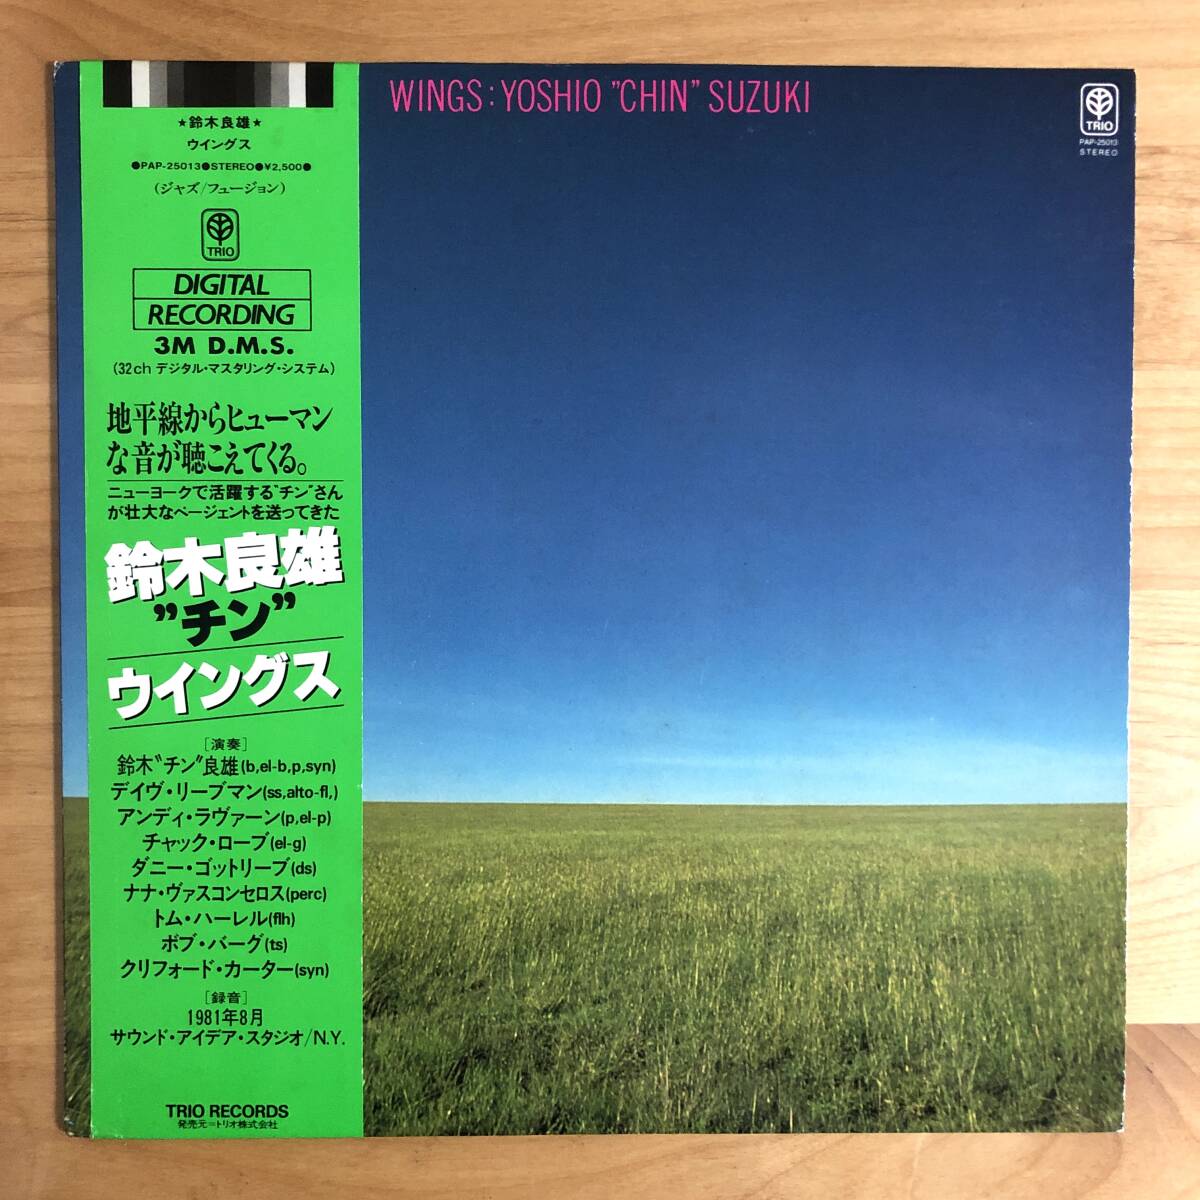 WINGS: YOSHIO "CHIN" SUZUKI
TRIO
PAP-25013
STEREO
★鈴木良雄★
ウイングス
●PAP-25013●STEREO●¥2,500●
(ジャズ/フュージョン)
TRIO
DIGITAL
RECORDING
3M D.M.S.
(32ch デジタル・マスタリング・システム)
地平線からヒューマン
な音が聴こえてくる。
ニューヨークで活躍する"チン"さん
が壮大なページェントを送ってきた
鈴木良雄
"チン"
ウイングス
[演奏]
鈴木"チン"良雄(b,el-b,p,syn)
デイヴ・リーブマン(ss,alto-fl,)
アンディ・ラヴァーン(p,el-p)
チャック・ローブ(el-g)
ダニー・ゴットリーブ(ds)
ナナ・ヴァスコンセロス(perc)
トム・ハーレル(flh)
ボブ・バーグ(ts)
クリフォード・カーター(syn)
[録音]
1981年8月
サウンド・アイデア・スタジオ/N.Y.
TRIO RECORDS
発売元=トリオ株式会社